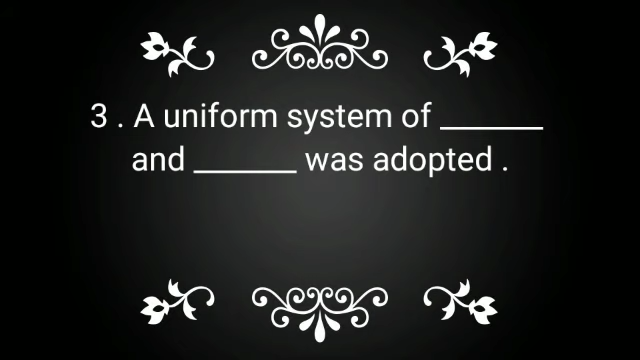 3 . A uniform system of ______
and ______ was adopted .